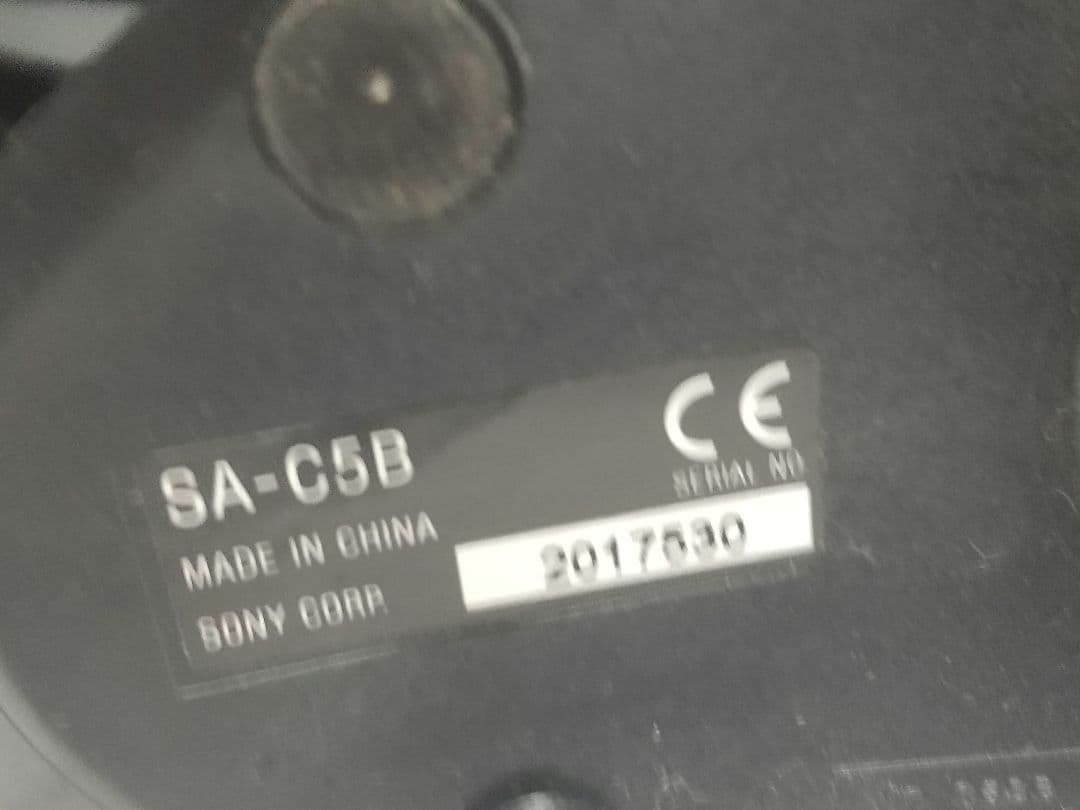 SA-C5B
CE
MADE IN CHINA
SERIAL NO
2017530
SONY CORP.